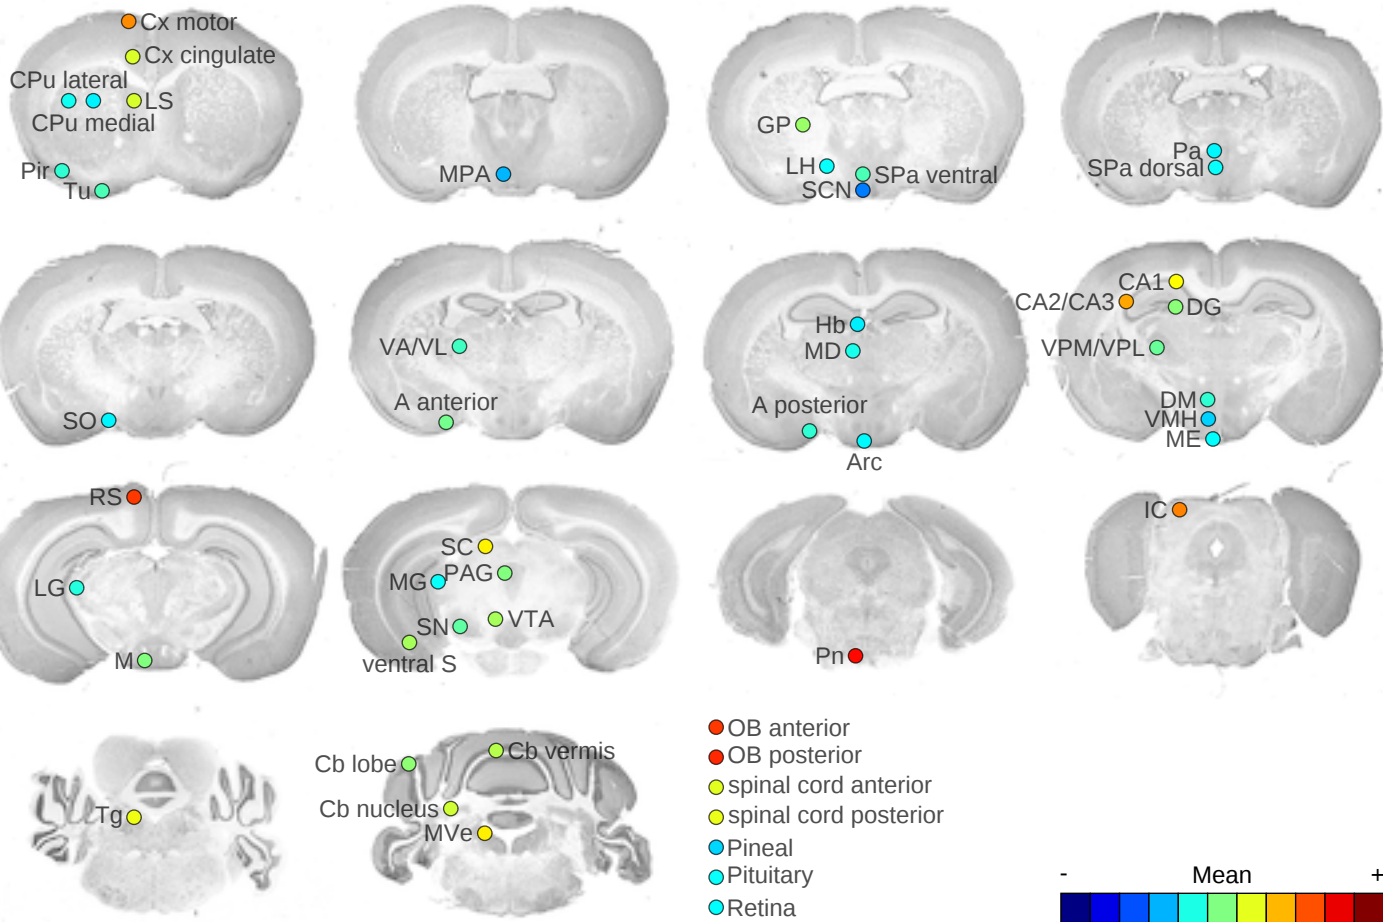 Cx motor
Cx cingulate
CPu lateral
LS
CPu medial
Pir
Tu
MPA
GP
LH
SPa ventral
SCN
Pa
SPa dorsal
SO
VA/VL
A anterior
Hb
MD
A posterior
Arc
CA1
CA2/CA3
DG
VPM/VPL
DM
VMH
ME
RS
LG
M
SC
PAG
MG
VTA
SN
ventral S
Pn
IC
Tg
Cb vermis
Cb lobe
Cb nucleus
MVe
OB anterior
OB posterior
spinal cord anterior
spinal cord posterior
Pineal
Pituitary
Retina
- Mean +